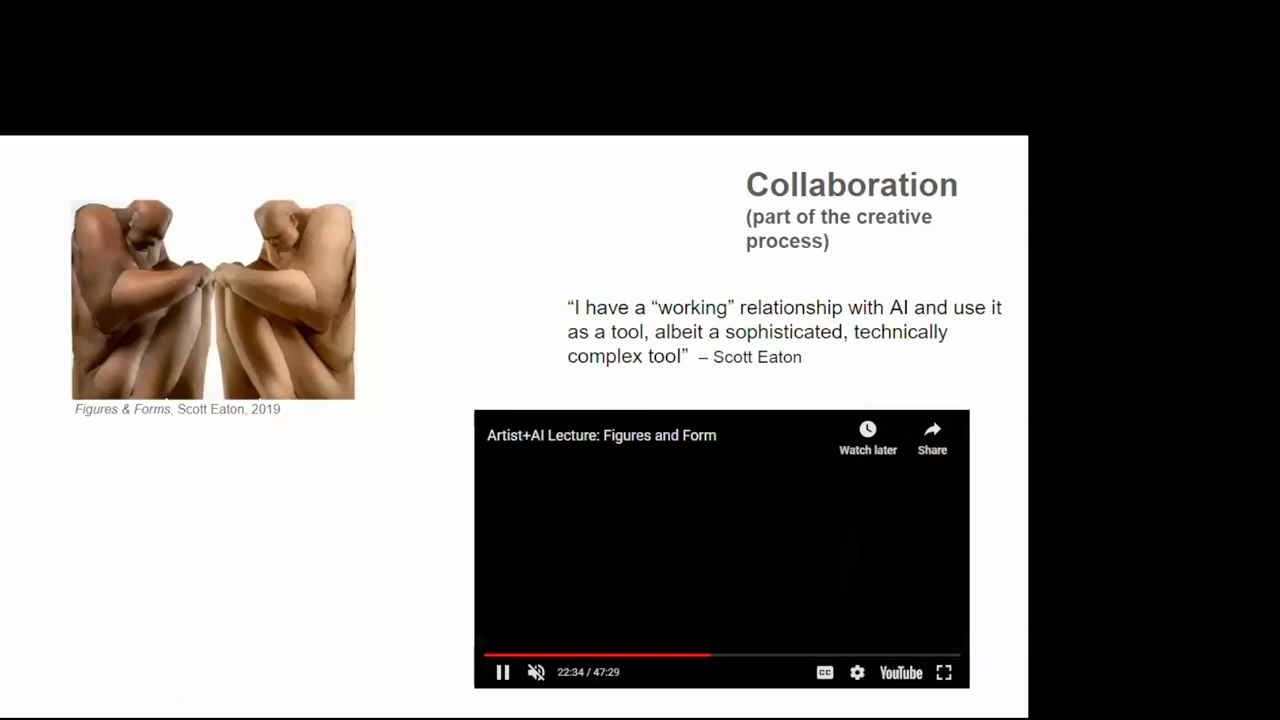 Collaboration
(part of the creative
process)
“I have a “working” relationship with AI and use it
as a tool, albeit a sophisticated, technically
complex tool” – Scott Eaton
Figures & Forms, Scott Eaton, 2019
Artist+AI Lecture: Figures and Form
Watch later
Share
22:34 / 47:29
CC
YouTube